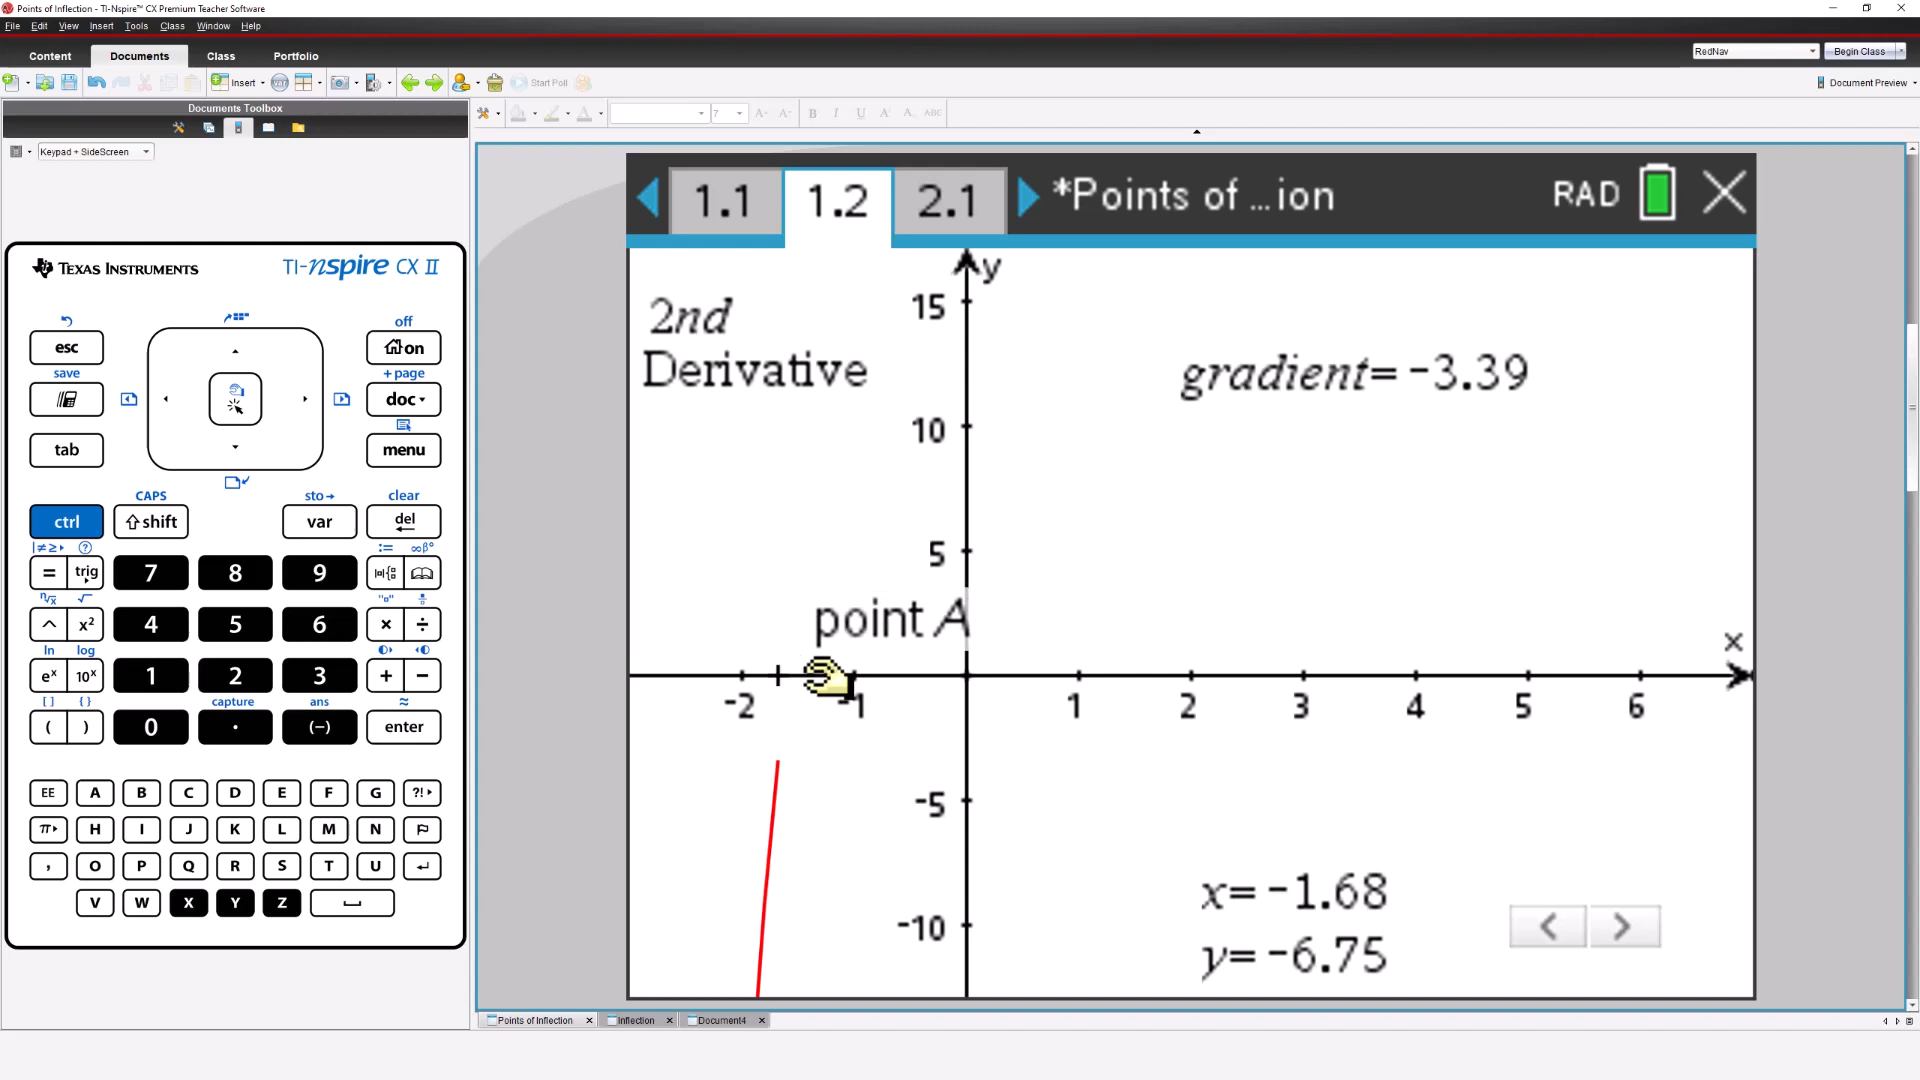 Points of Inflection - TI-Nspire™ CX Premium Teacher Software
File Edit View Insert Tools Class Window Help
Content Documents Class Portfolio
RedNav Begin Class
Insert Start Poll Document Preview
Documents Toolbox
7 B I U ABC
Keypad + SideScreen
1.1 1.2 2.1 *Points of ...ion RAD
TEXAS INSTRUMENTS TI-nspire CX II
y
2nd
Derivative
15
gradient= -3.39
10
5
point A
x
-2 -1 1 2 3 4 5 6
-5
-10
x= -1.68
y= -6.75
< >
off
esc on
save + page
doc
tab menu
CAPS sto→ clear
ctrl shift var del
= trig 7 8 9
^ x² 4 5 6 × ÷
ln log
eˣ 10ˣ 1 2 3 + −
[ ] { } capture ans ≈
( ) 0 . (−) enter
EE A B C D E F G ?!▸
π▸ H I J K L M N
, O P Q R S T U ↵
V W X Y Z
Points of Inflection Inflection Document4